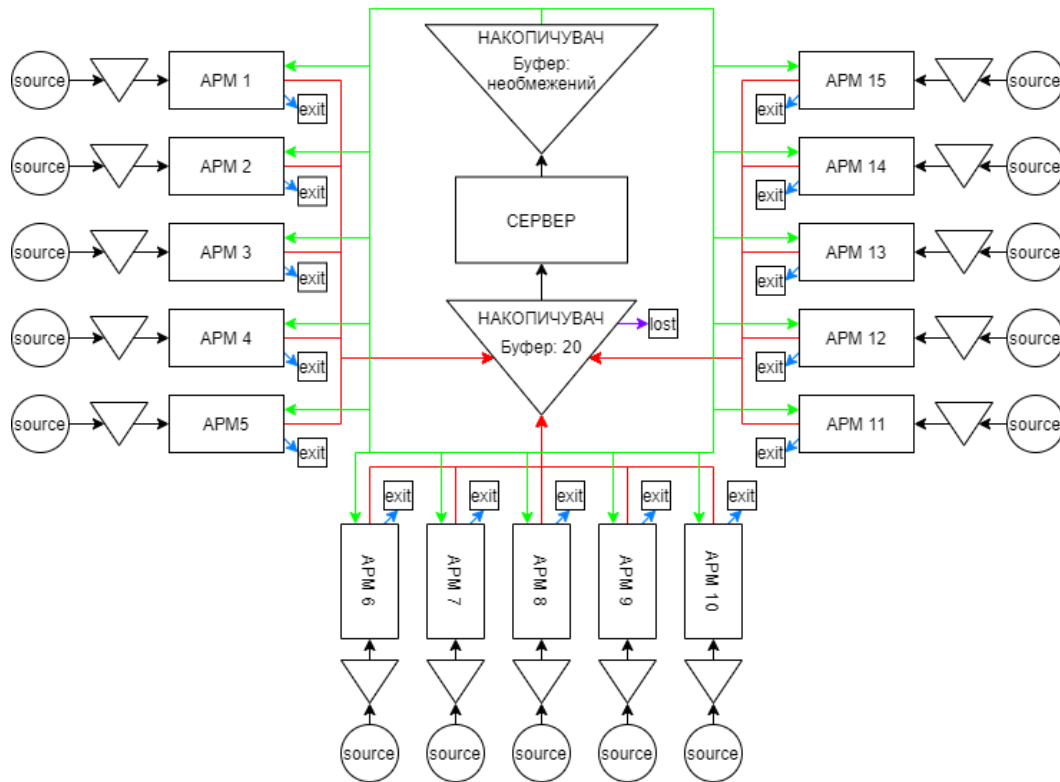 НАКОПИЧУВАЧ
Буфер:
необмежений
source
АРМ 1
exit
АРМ 15
exit
source
source
АРМ 2
exit
АРМ 14
exit
source
СЕРВЕР
source
АРМ 3
exit
АРМ 13
exit
source
НАКОПИЧУВАЧ
Буфер: 20
lost
source
АРМ 4
exit
АРМ 12
exit
source
source
АРМ5
exit
АРМ 11
exit
source
exit
exit
exit
exit
exit
АРМ 6
АРМ 7
АРМ 8
АРМ 9
АРМ 10
source
source
source
source
source